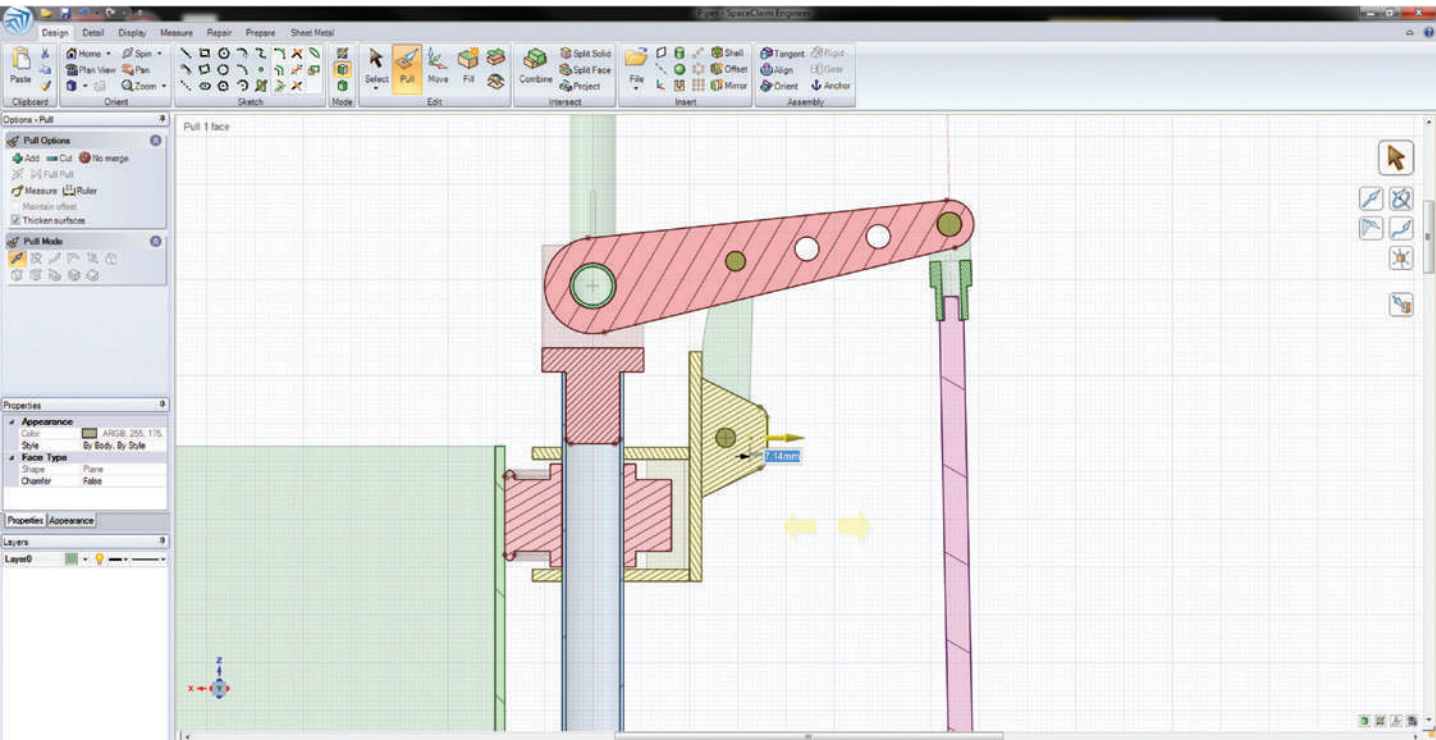 Pipes - SpaceClaim Engineer
Design Detail Display Measure Repair Prepare Sheet Metal
Home Spin
Plan View Pan
Zoom
Paste
Select Pull Move Fill
Combine
Split Solid
Split Face
Project
File
Shell
Offset
Mirror
Tangent Rigid
Align Gear
Orient Anchor
Clipboard Orient Sketch Mode Edit Intersect Insert Assembly
Options - Pull
Pull 1 face
Pull Options
Add Cut No merge
Full Pull
Measure Ruler
Maintain offset
Thicken surfaces
Pull Mode
Properties
Appearance
Color ARGB: 255, 175,
Style By Body, By Style
Face Type
Shape Plane
Chamfer False
7.14mm
Properties Appearance
Layers
Layer0
Z
X
Y